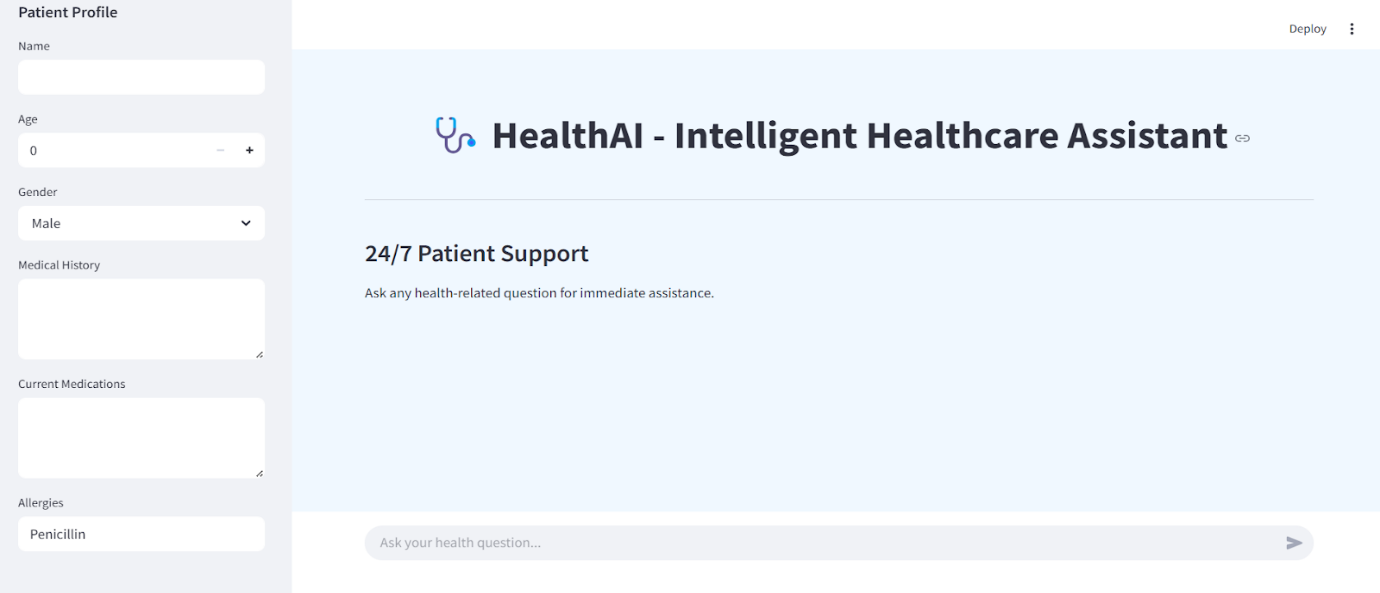 Patient Profile
Name
Age
0
Gender
Male
Medical History
Current Medications
Allergies
Penicillin
Deploy
HealthAI - Intelligent Healthcare Assistant
24/7 Patient Support
Ask any health-related question for immediate assistance.
Ask your health question...